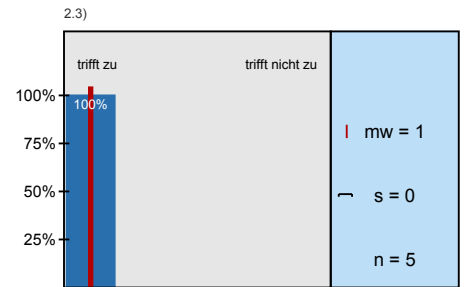 2.3)
trifft zu
trifft nicht zu
100%
100%
75%
50%
25%
mw = 1
s = 0
n = 5